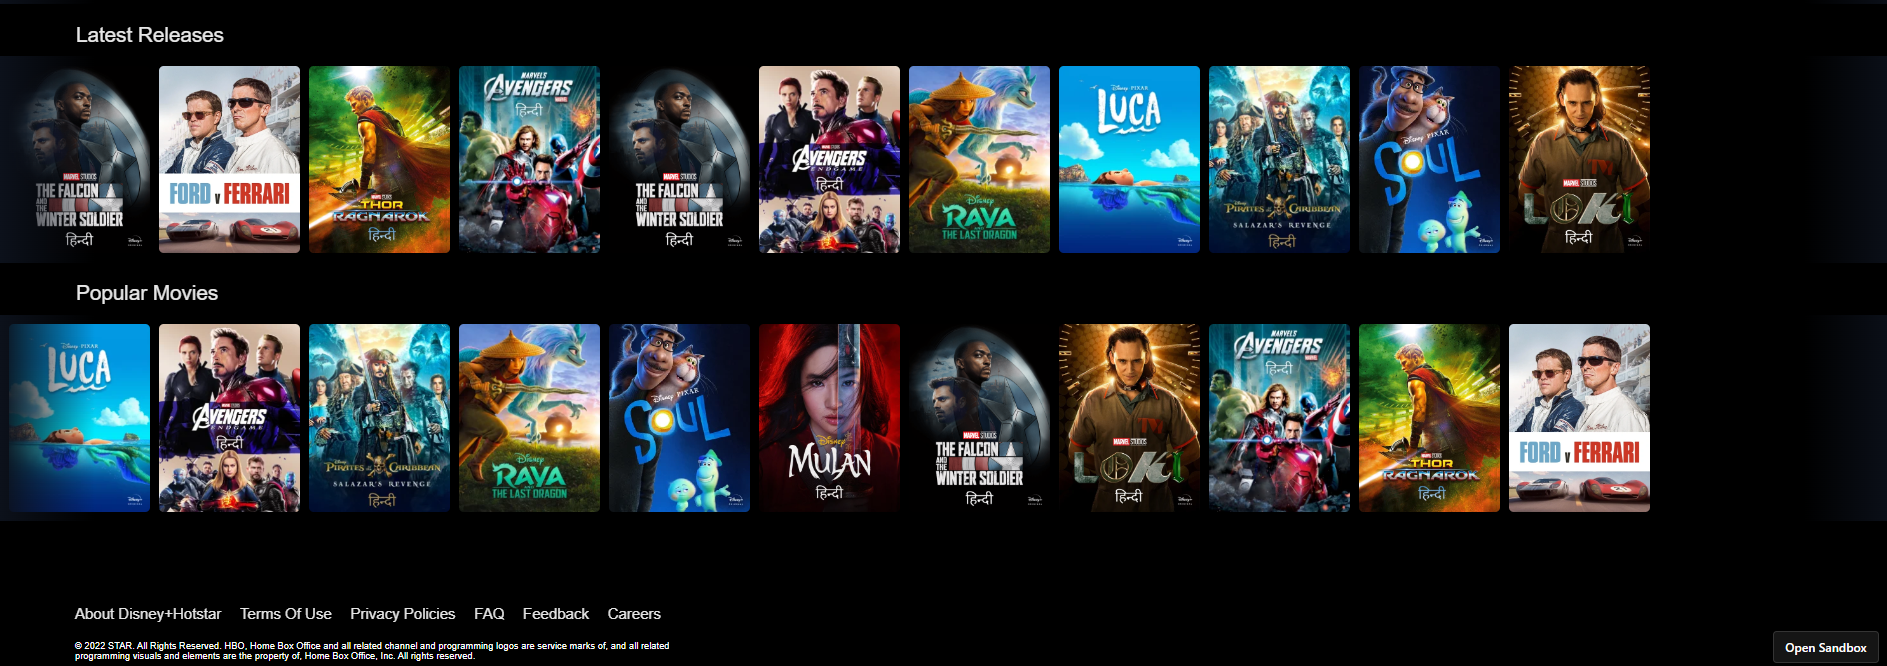 Latest Releases
MARVEL STUDIOS
THE FALCON
AND THE
WINTER SOLDIER
हिन्दी
FORD v FERRARI
THOR
RAGNAROK
हिन्दी
MARVEL'S
AVENGERS
हिन्दी
MARVEL STUDIOS
THE FALCON
AND THE
WINTER SOLDIER
हिन्दी
AVENGERS
ENDGAME
हिन्दी
Disney
RAYA
AND
THE LAST DRAGON
Disney PIXAR
LUCA
Disney
PIRATES of the CARIBBEAN
SALAZAR'S REVENGE
हिन्दी
Disney PIXAR
SOUL
MARVEL STUDIOS
LOKI
हिन्दी
Popular Movies
Disney PIXAR
LUCA
AVENGERS
ENDGAME
हिन्दी
PIRATES of the CARIBBEAN
SALAZAR'S REVENGE
हिन्दी
Disney
RAYA
AND
THE LAST DRAGON
Disney PIXAR
SOUL
Disney
MULAN
हिन्दी
MARVEL STUDIOS
THE FALCON
AND THE
WINTER SOLDIER
हिन्दी
MARVEL STUDIOS
LOKI
हिन्दी
MARVEL'S
AVENGERS
हिन्दी
THOR
RAGNAROK
हिन्दी
FORD v FERRARI
About Disney+Hotstar Terms Of Use Privacy Policies FAQ Feedback Careers
© 2022 STAR. All Rights Reserved. HBO, Home Box Office and all related channel and programming logos are service marks of, and all related
programming visuals and elements are the property of, Home Box Office, Inc. All rights reserved.
Open Sandbox